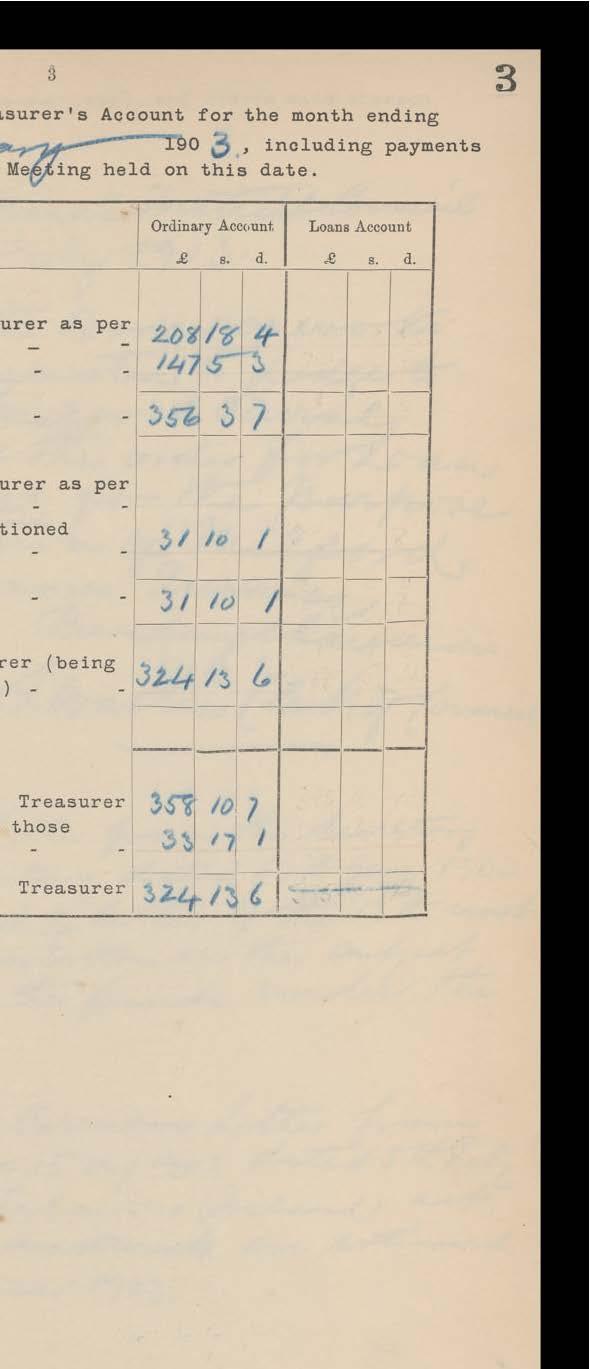 3
3
asurer's Account for the month ending
190 3., including payments
Meeting held on this date.
Ordinary Account Loans Account
£ s. d. £ s. d.
urer as per 208 18 4
- - 147 5 3
- - 356 3 7
urer as per
- -
tioned
- - 31 10 1
- - 31 10 1
rer (being 324 13 6
) - -
Treasurer 358 10 7
those 33 17 1
- -
Treasurer 324 13 6